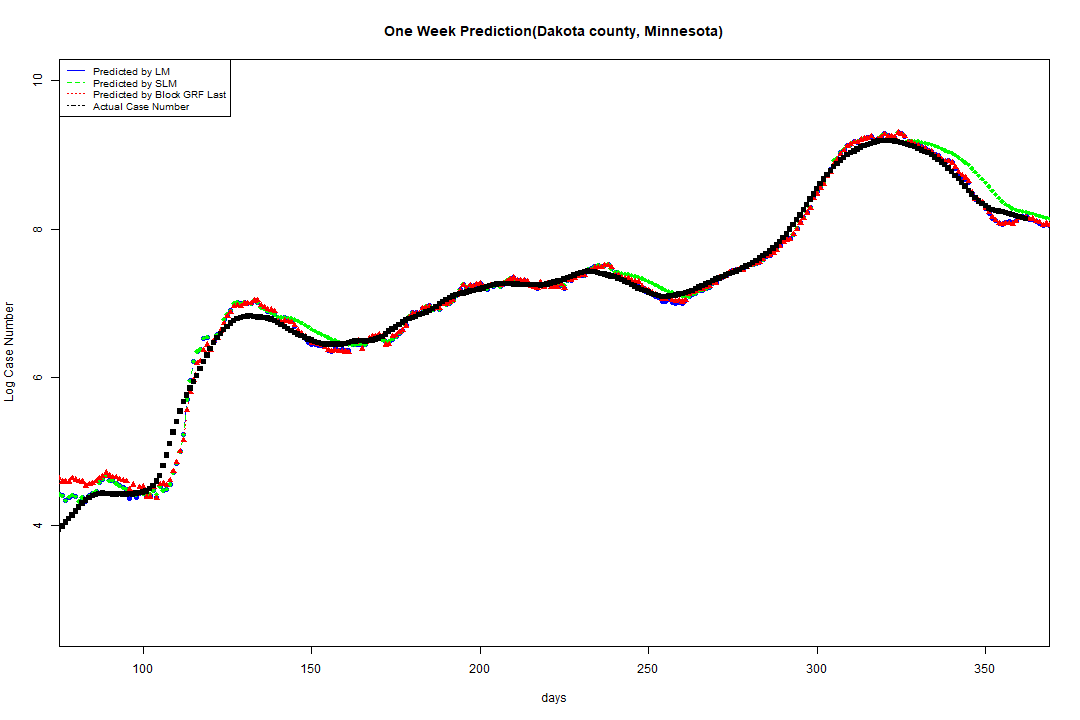 One Week Prediction(Dakota county, Minnesota)
Predicted by LM
Predicted by SLM
Predicted by Block GRF Last
Actual Case Number
10
8
6
4
Log Case Number
100 150 200 250 300 350
days